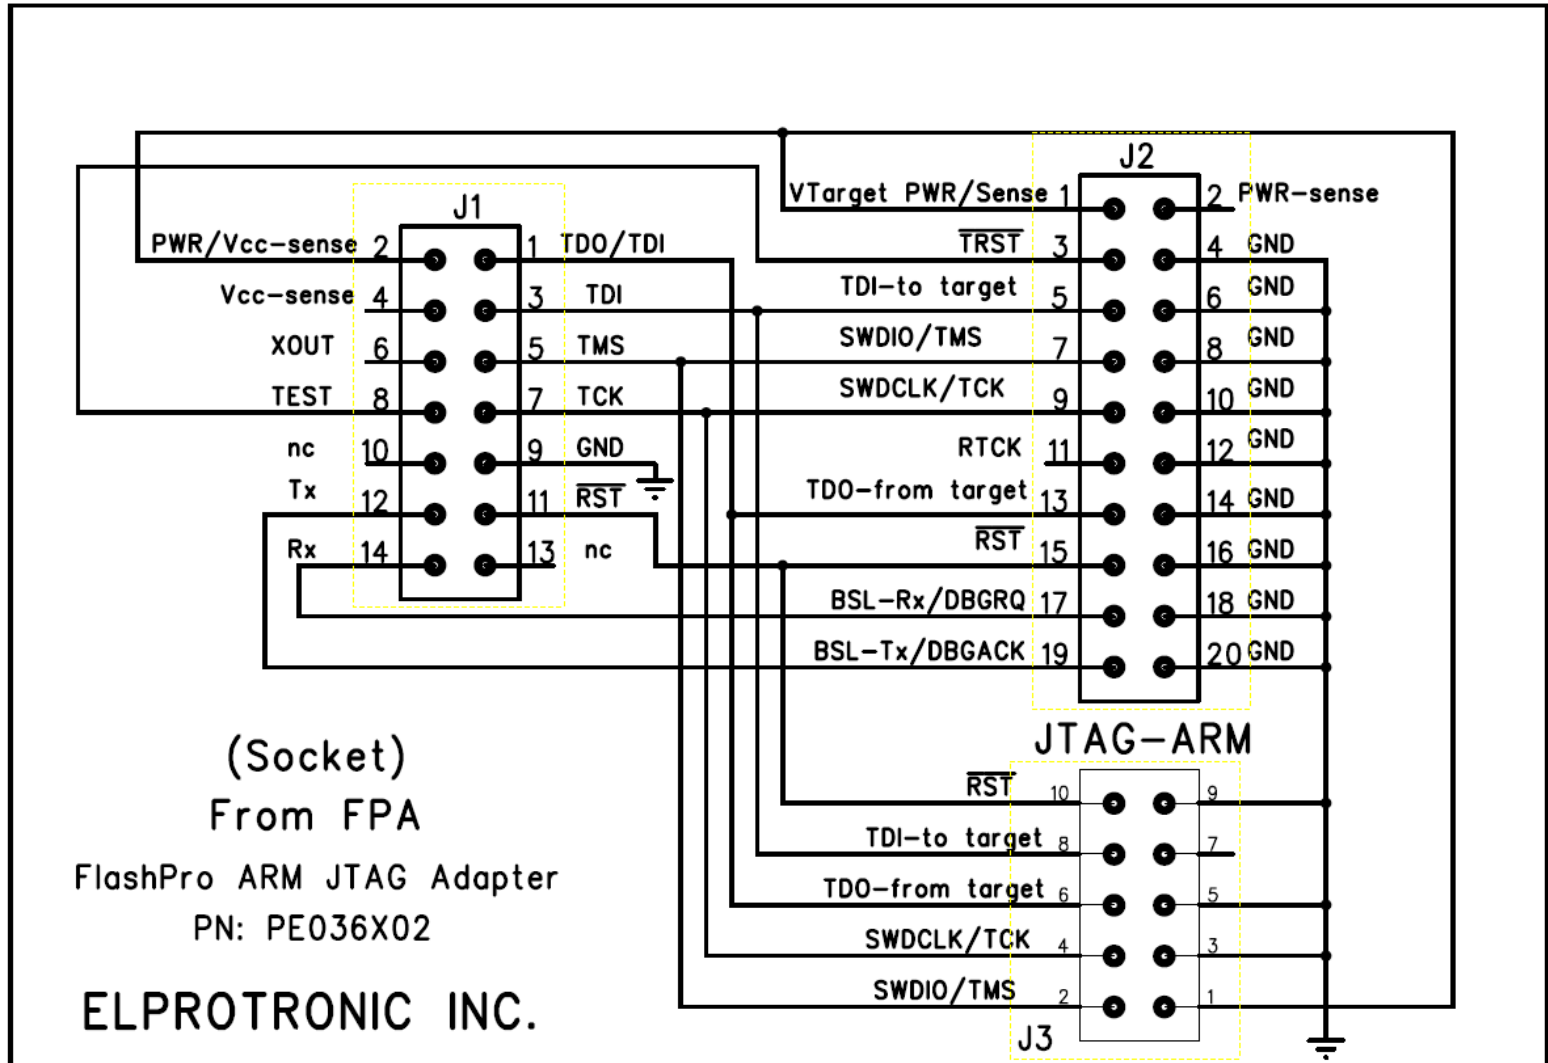 J2
VTarget PWR/Sense 1
2 PWR-sense
J1
PWR/Vcc-sense 2
1 TDO/TDI
TRST 3
4 GND
Vcc-sense 4
3 TDI
TDI-to target 5
6 GND
XOUT 6
5 TMS
SWDIO/TMS 7
8 GND
TEST 8
7 TCK
SWDCLK/TCK 9
10 GND
nc 10
9 GND
RTCK 11
12 GND
Tx 12
11 RST
TDO-from target 13
14 GND
Rx 14
13 nc
RST 15
16 GND
BSL-Rx/DBGRQ 17
18 GND
BSL-Tx/DBGACK 19
20 GND
JTAG-ARM
(Socket)
From FPA
FlashPro ARM JTAG Adapter
PN: PE036X02
ELPROTRONIC INC.
RST 10
9
TDI-to target 8
7
TDO-from target 6
5
SWDCLK/TCK 4
3
SWDIO/TMS 2
1
J3